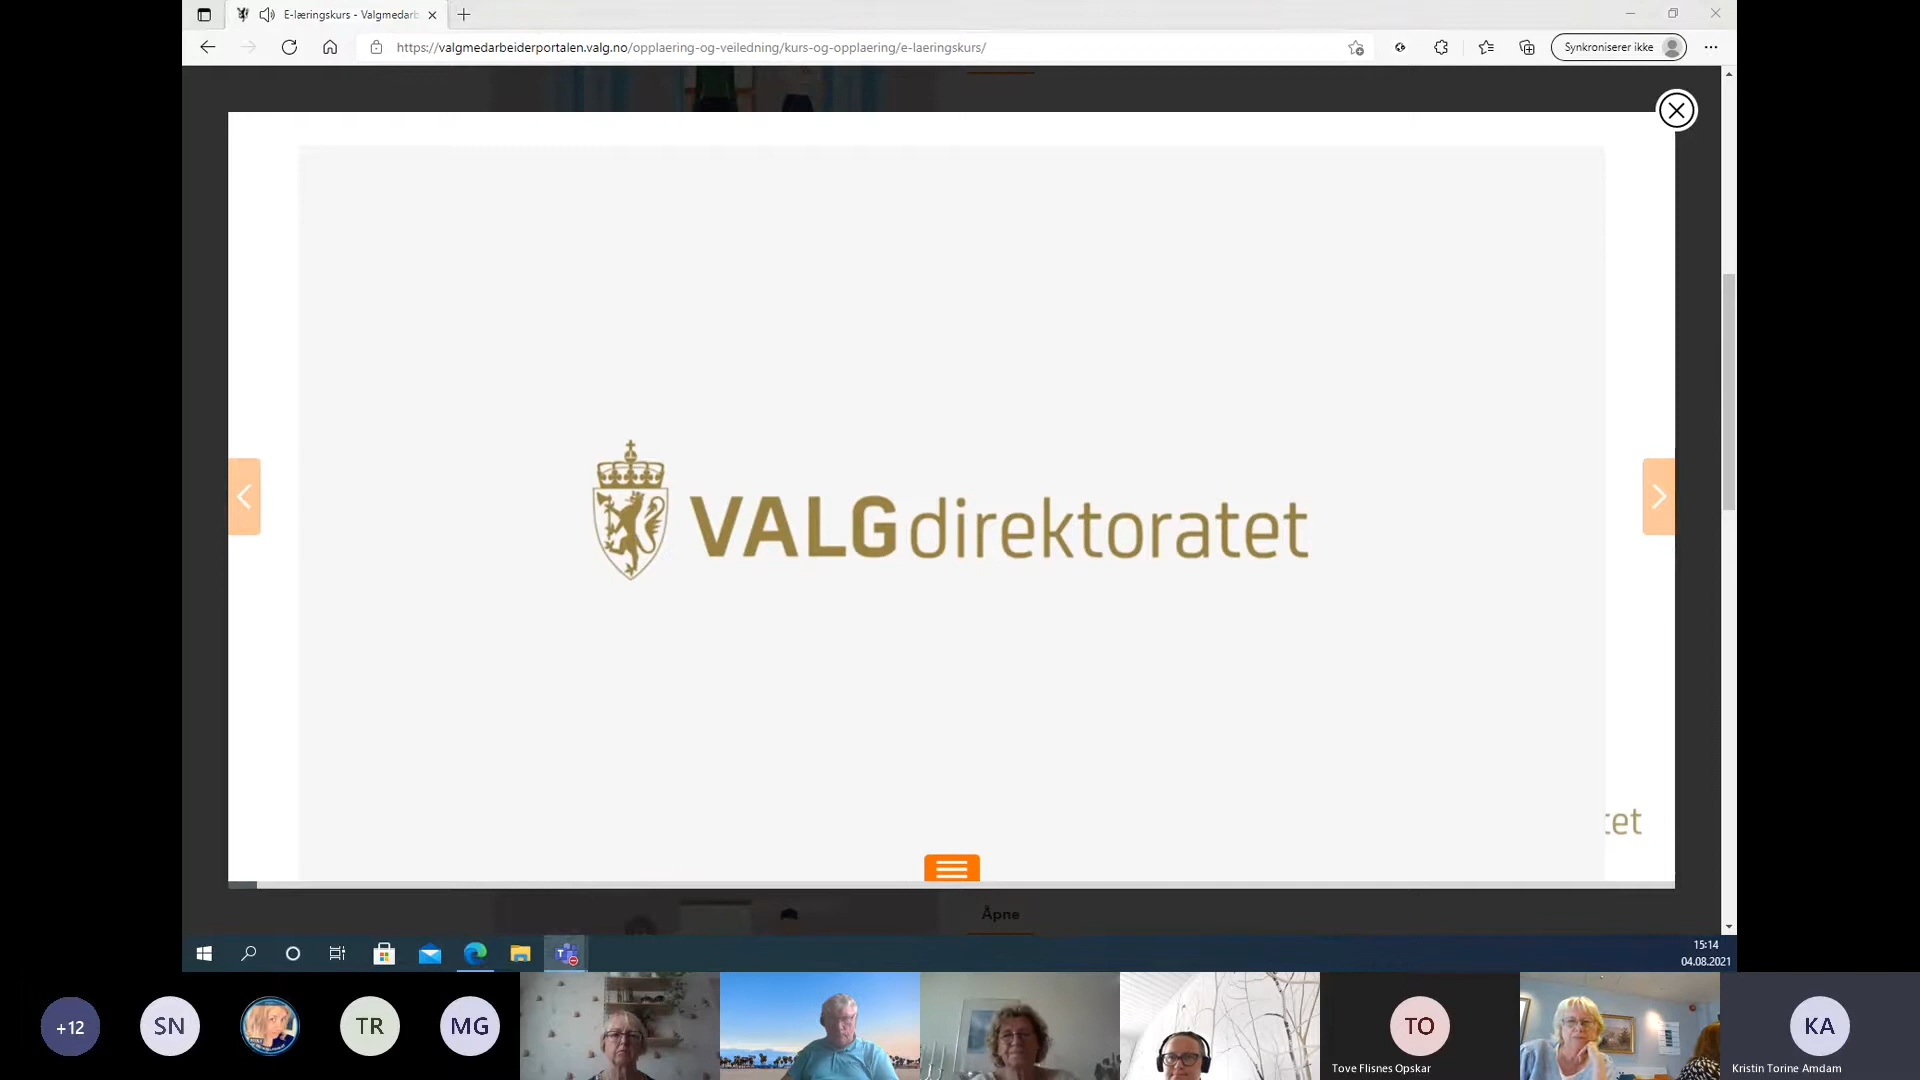 E-læringskurs - Valgmedarb
https://valgmedarbeiderportalen.valg.no/opplaering-og-veiledning/kurs-og-opplaering/e-laeringskurs/
Synkroniserer ikke
VALGdirektoratet
tet
Åpne
15:14
04.08.2021
+12
SN
TR
MG
TO
Tove Flisnes Opskar
KA
Kristin Torine Amdam